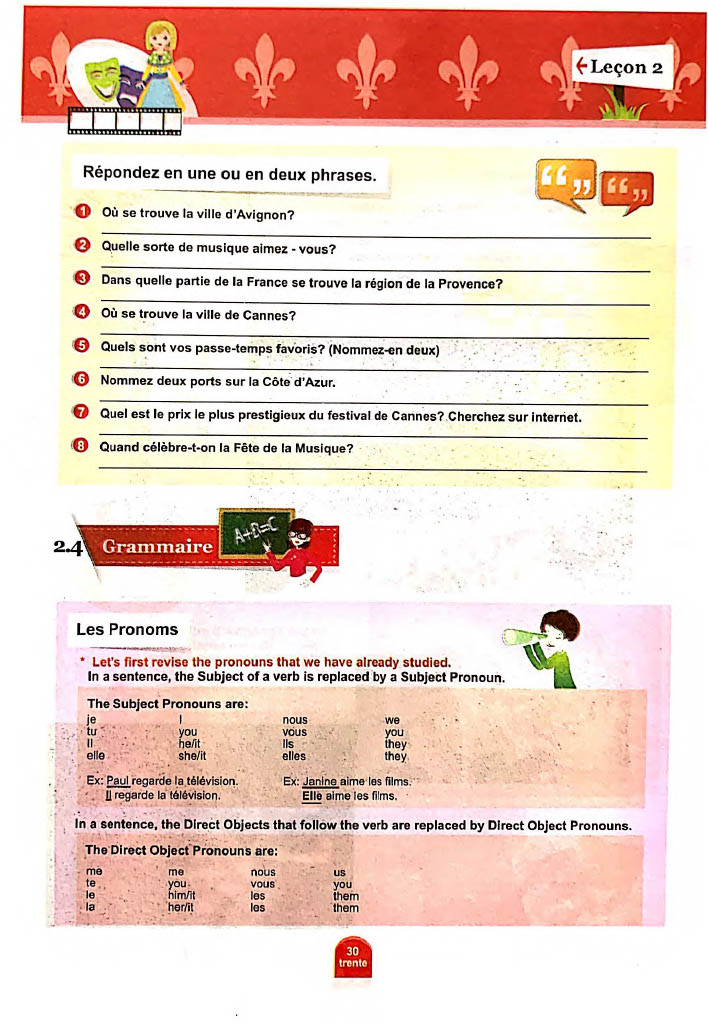 ←Leçon 2
Répondez en une ou en deux phrases.
1 Où se trouve la ville d'Avignon?
2 Quelle sorte de musique aimez - vous?
3 Dans quelle partie de la France se trouve la région de la Provence?
4 Où se trouve la ville de Cannes?
5 Quels sont vos passe-temps favoris? (Nommez-en deux)
6 Nommez deux ports sur la Côte d'Azur.
7 Quel est le prix le plus prestigieux du festival de Cannes? Cherchez sur internet.
8 Quand célèbre-t-on la Fête de la Musique?
2.4 Grammaire A+B=C
Les Pronoms
* Let's first revise the pronouns that we have already studied.
In a sentence, the Subject of a verb is replaced by a Subject Pronoun.
The Subject Pronouns are:
je I nous we
tu you vous you
Il he/it Ils they
elle she/it elles they
Ex: Paul regarde la télévision. Ex: Janine aime les films.
Il regarde la télévision. Elle aime les films.
In a sentence, the Direct Objects that follow the verb are replaced by Direct Object Pronouns.
The Direct Object Pronouns are:
me me nous us
te you vous you
le him/it les them
la her/it les them
30
trente